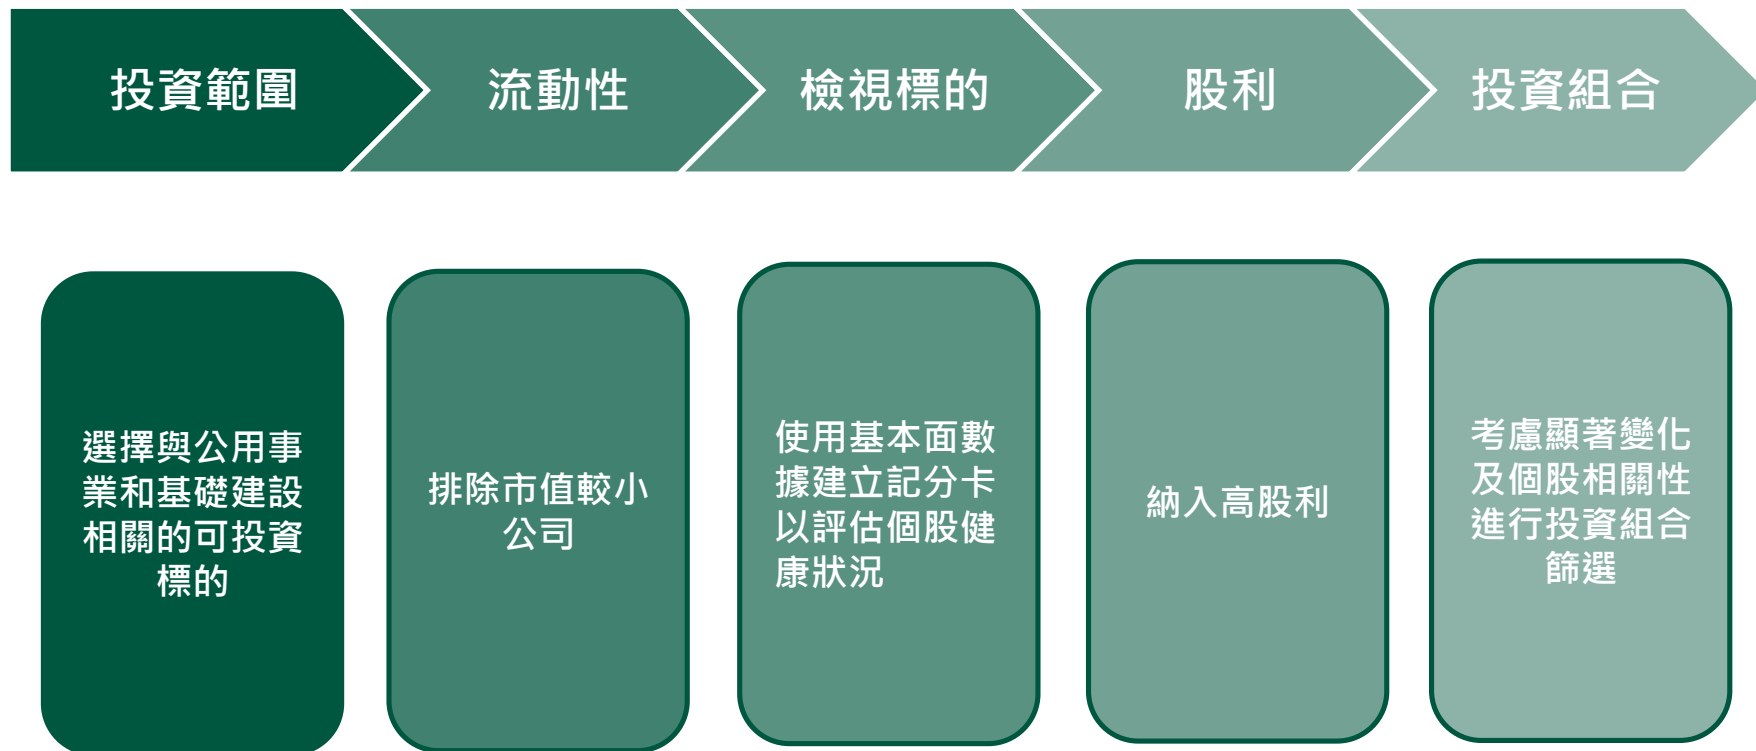 投資範圍
流動性
檢視標的
股利
投資組合
選擇與公用事
業和基礎建設
相關的可投資
標的
排除市值較小
公司
使用基本面數
據建立記分卡
以評估個股健
康狀況
納入高股利
考慮顯著變化
及個股相關性
進行投資組合
篩選